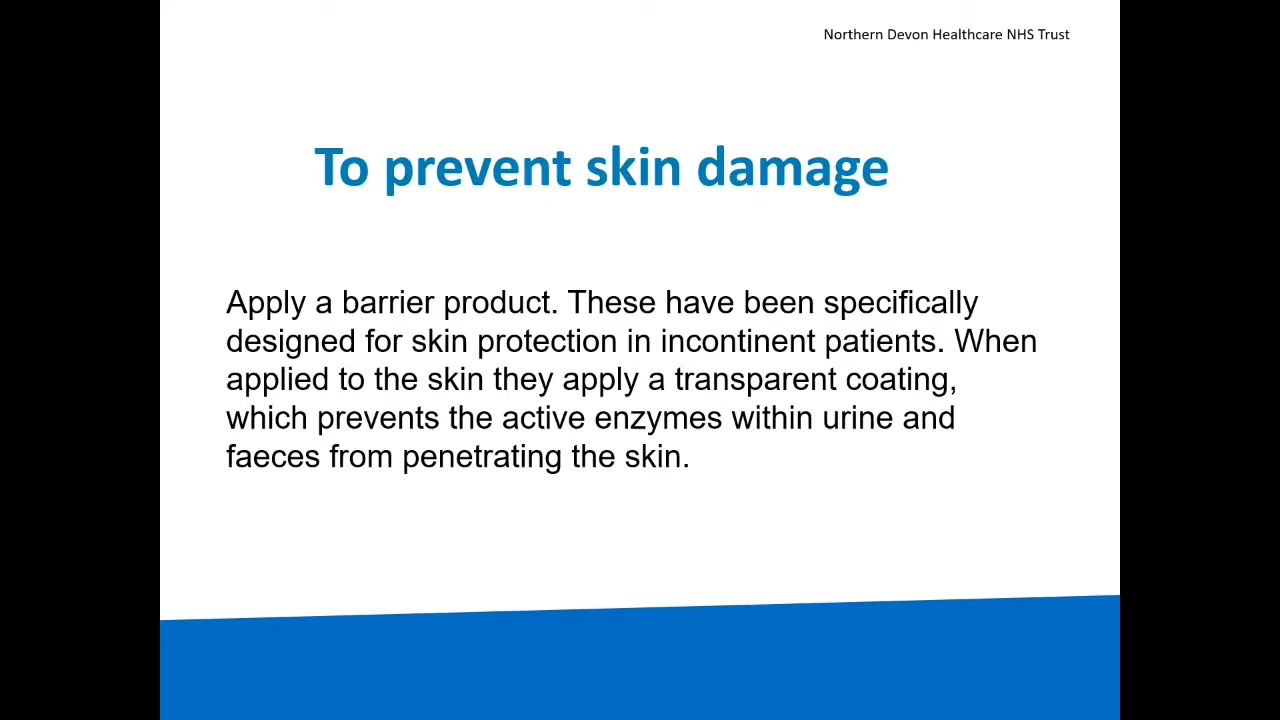 Northern Devon Healthcare NHS Trust
To prevent skin damage
Apply a barrier product. These have been specifically
designed for skin protection in incontinent patients. When
applied to the skin they apply a transparent coating,
which prevents the active enzymes within urine and
faeces from penetrating the skin.